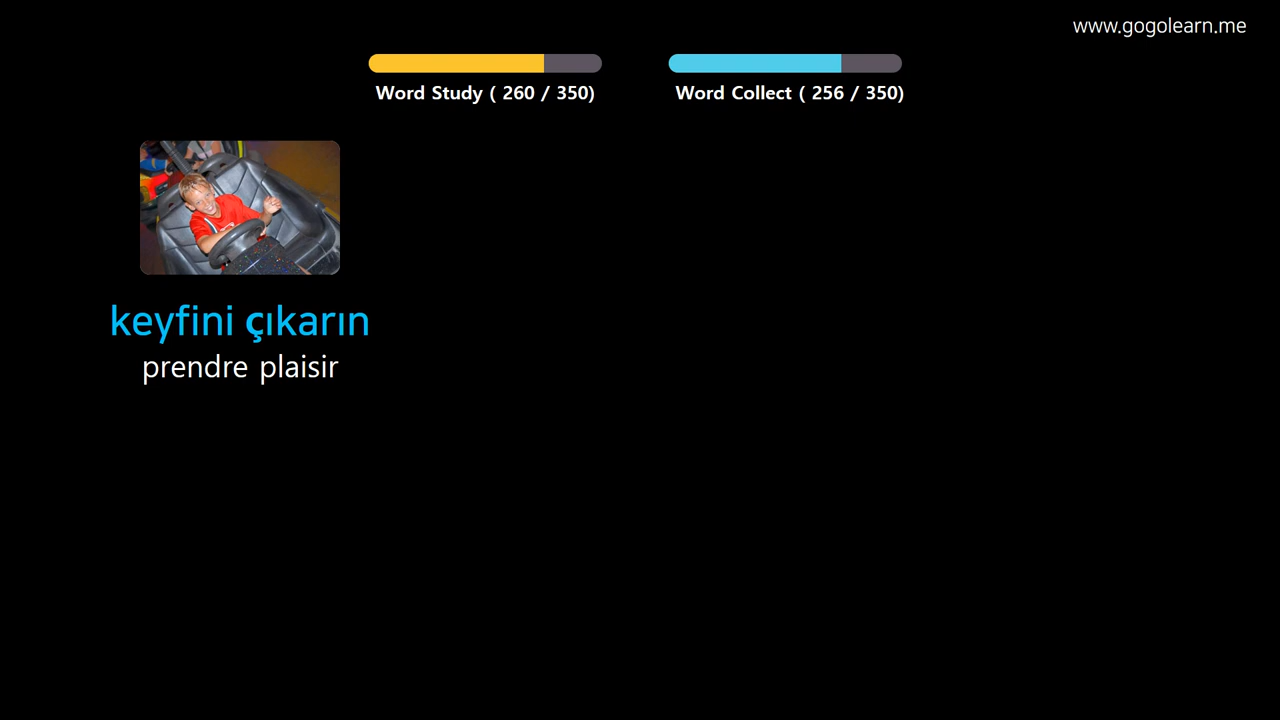 www.gogolearn.me
Word Study ( 260 / 350)
Word Collect ( 256 / 350)
keyfini çıkarın
prendre plaisir